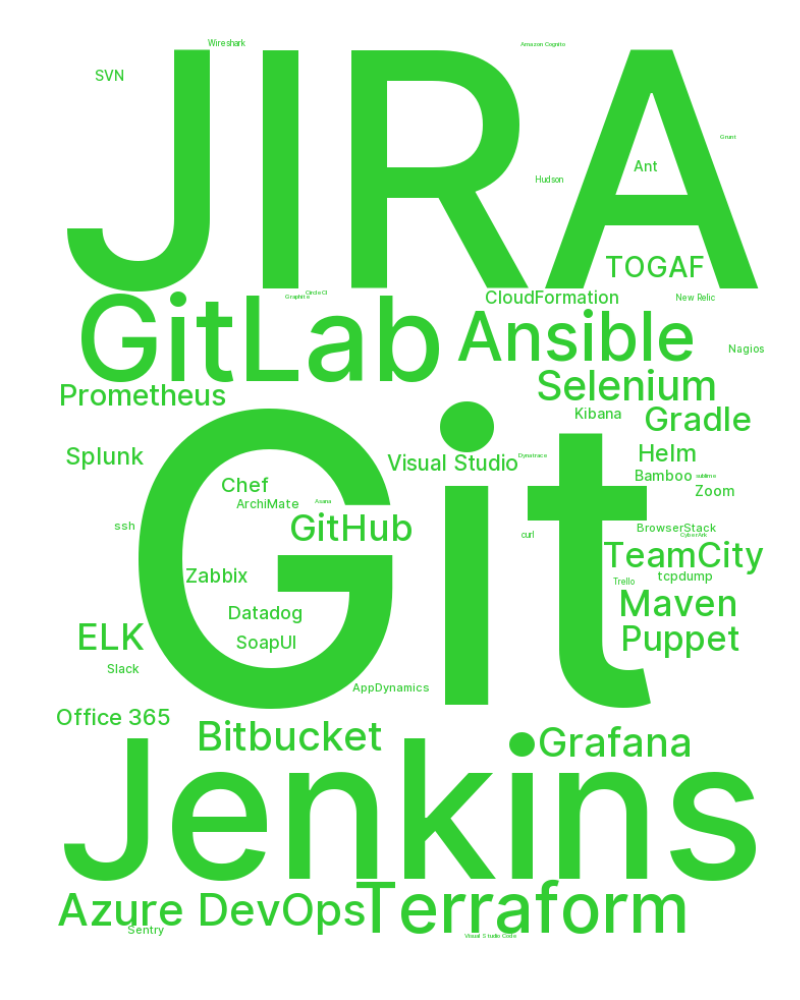 Wireshark
Amazon Cognito
SVN
JIRA
Grunt
Ant
Hudson
TOGAF
CircleCI
Graphite
CloudFormation
New Relic
GitLab
Ansible
Nagios
Selenium
Prometheus
Kibana
Gradle
Git
Splunk
Visual Studio
Dynatrace
Helm
Bamboo
sublime
Chef
Zoom
ArchiMate
Asana
ssh
GitHub
BrowserStack
curl
CyberArk
TeamCity
Zabbix
tcpdump
Trello
Maven
Datadog
ELK
SoapUI
Puppet
Slack
AppDynamics
Office 365
Bitbucket
Grafana
Jenkins
Azure DevOps
Terraform
Sentry
Visual Studio Code